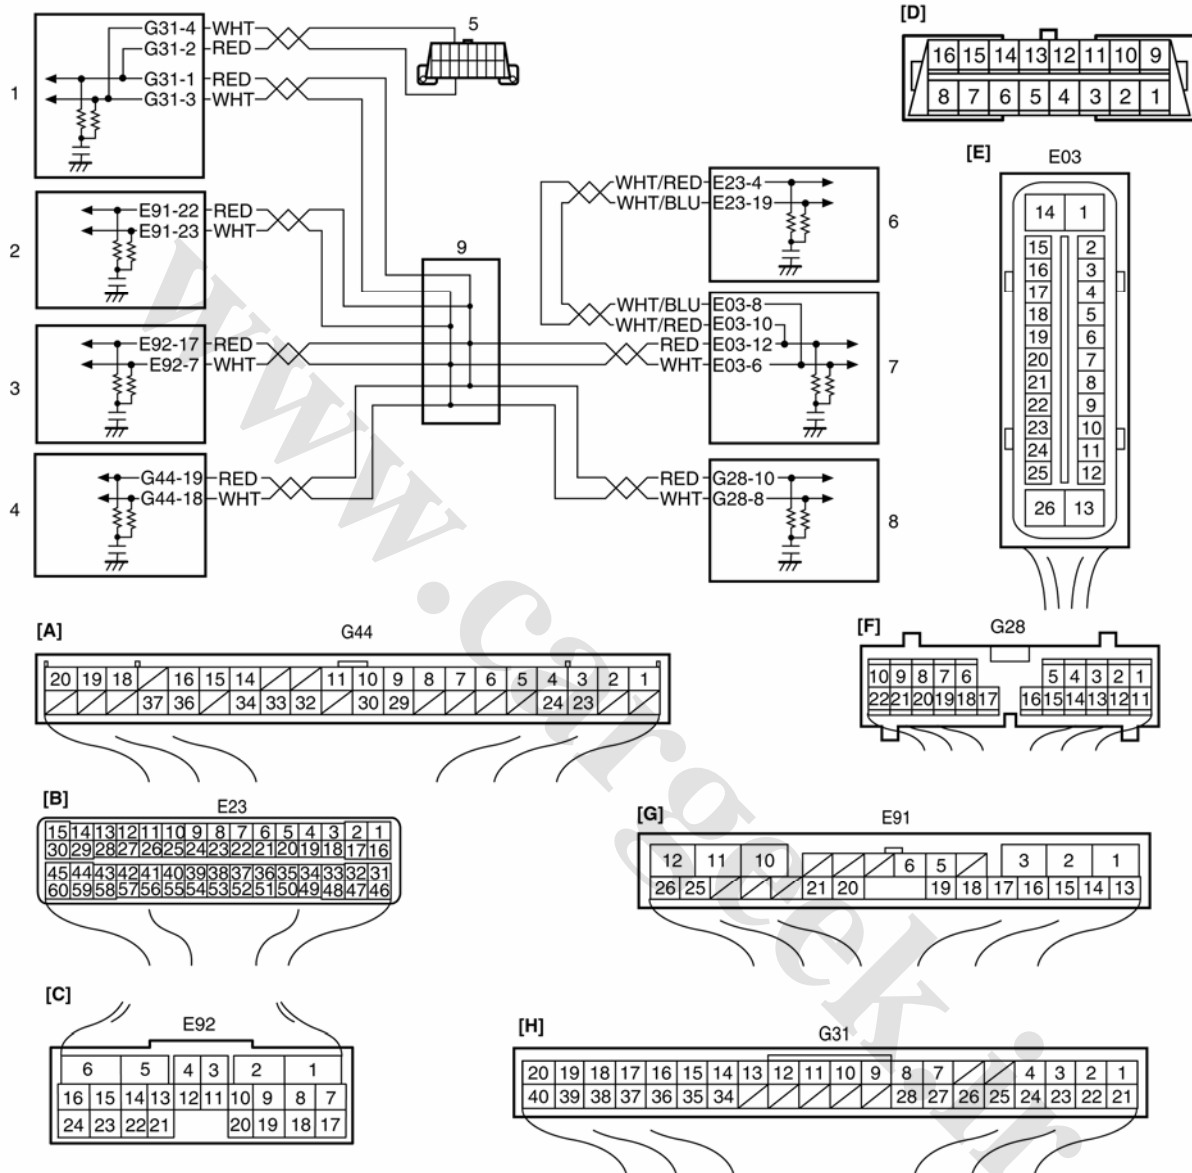 [D]
5
G31-4 WHT
G31-2 RED
G31-1 RED
G31-3 WHT
1
16 15 14 13 12 11 10 9
8 7 6 5 4 3 2 1
E91-22 RED
E91-23 WHT
2
E92-17 RED
E92-7 WHT
3
G44-19 RED
G44-18 WHT
4
9
WHT/RED E23-4
WHT/BLU E23-19
6
WHT/BLU E03-8
WHT/RED E03-10
RED E03-12
WHT E03-6
7
RED G28-10
WHT G28-8
8
[E]
E03
14 1
15 2
16 3
17 4
18 5
19 6
20 7
21 8
22 9
23 10
24 11
25 12
26 13
[A]
G44
20 19 18 16 15 14 11 10 9 8 7 6 5 4 3 2 1
37 36 34 33 32 30 29 24 23
[F]
G28
10 9 8 7 6 5 4 3 2 1
22 21 20 19 18 17 16 15 14 13 12 11
[B]
E23
15 14 13 12 11 10 9 8 7 6 5 4 3 2 1
30 29 28 27 26 25 24 23 22 21 20 19 18 17 16
45 44 43 42 41 40 39 38 37 36 35 34 33 32 31
60 59 58 57 56 55 54 53 52 51 50 49 48 47 46
[G]
E91
12 11 10 6 5 3 2 1
26 25 21 20 19 18 17 16 15 14 13
[C]
E92
6 5 4 3 2 1
16 15 14 13 12 11 10 9 8 7
24 23 22 21 20 19 18 17
[H]
G31
20 19 18 17 16 15 14 13 12 11 10 9 8 7 4 3 2 1
40 39 38 37 36 35 34 28 27 26 25 24 23 22 21
www.cargeek.ir